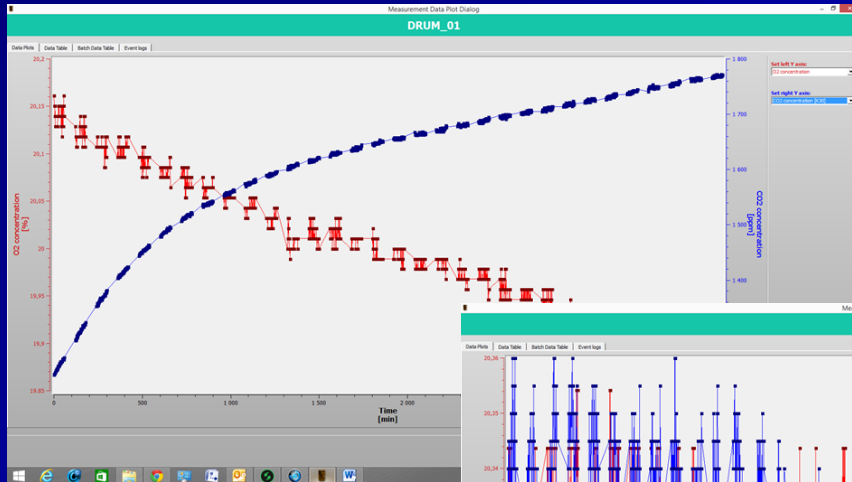 Measurement Data Plot Dialog
DRUM_01
Data Plots Data Table Batch Data Table Event logs
20,2
20,15
20,1
20,05
20
19,95
19,9
19,85
O2 concentration
[%]
0 500 1 000 1 500 2 000
Time
[min]
1 800
1 700
1 600
1 500
1 400
CO2 concentration
[ppm]
Set left Y axis:
O2 concentration
Set right Y axis:
CO2 concentration [K30]
Me
Data Plots Data Table Batch Data Table Event logs
20,36
20,35
20,34